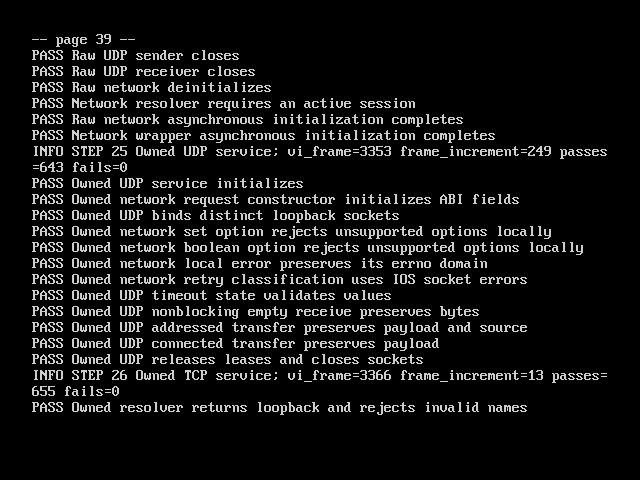 -- page 39 --
PASS Raw UDP sender closes
PASS Raw UDP receiver closes
PASS Raw network deinitializes
PASS Network resolver requires an active session
PASS Raw network asynchronous initialization completes
PASS Network wrapper asynchronous initialization completes
INFO STEP 25 Owned UDP service; vi_frame=3353 frame_increment=249 passes
=643 fails=0
PASS Owned UDP service initializes
PASS Owned network request constructor initializes ABI fields
PASS Owned UDP binds distinct loopback sockets
PASS Owned network set option rejects unsupported options locally
PASS Owned network boolean option rejects unsupported options locally
PASS Owned network local error preserves its errno domain
PASS Owned network retry classification uses IOS socket errors
PASS Owned UDP timeout state validates values
PASS Owned UDP nonblocking empty receive preserves bytes
PASS Owned UDP addressed transfer preserves payload and source
PASS Owned UDP connected transfer preserves payload
PASS Owned UDP releases leases and closes sockets
INFO STEP 26 Owned TCP service; vi_frame=3366 frame_increment=13 passes=
655 fails=0
PASS Owned resolver returns loopback and rejects invalid names